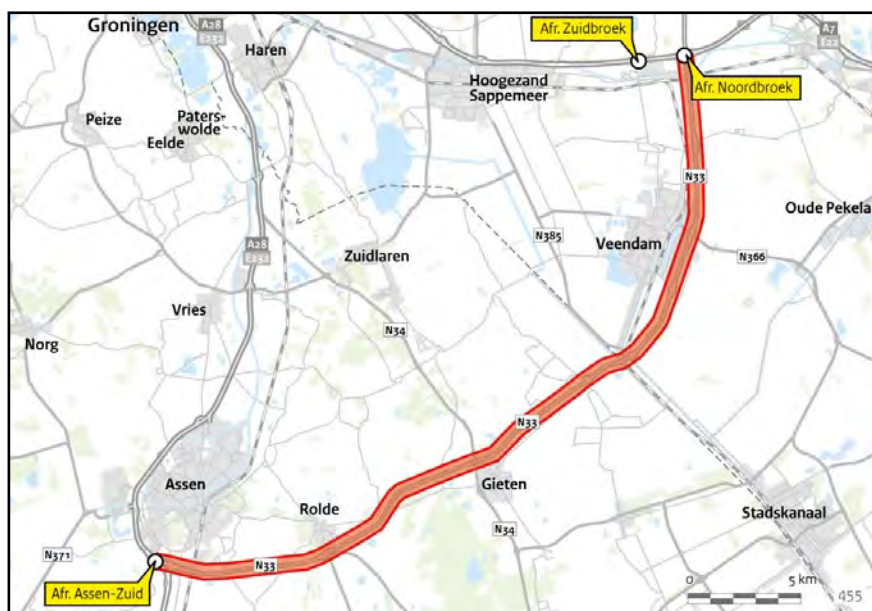 Groningen
A28
E232
Haren
Afr. Zuidbroek
A7
E22
Hoogezand
Sappemeer
Afr. Noordbroek
Peize
Paters-
wolde
Eelde
N33
Oude Pekela
A28
E232
Zuidlaren
N385
Veendam
N366
Vries
Norg
N34
N33
Assen
Gieten
Rolde
Stadskanaal
N34
N371
N33
Afr. Assen-Zuid
0
5 km
455